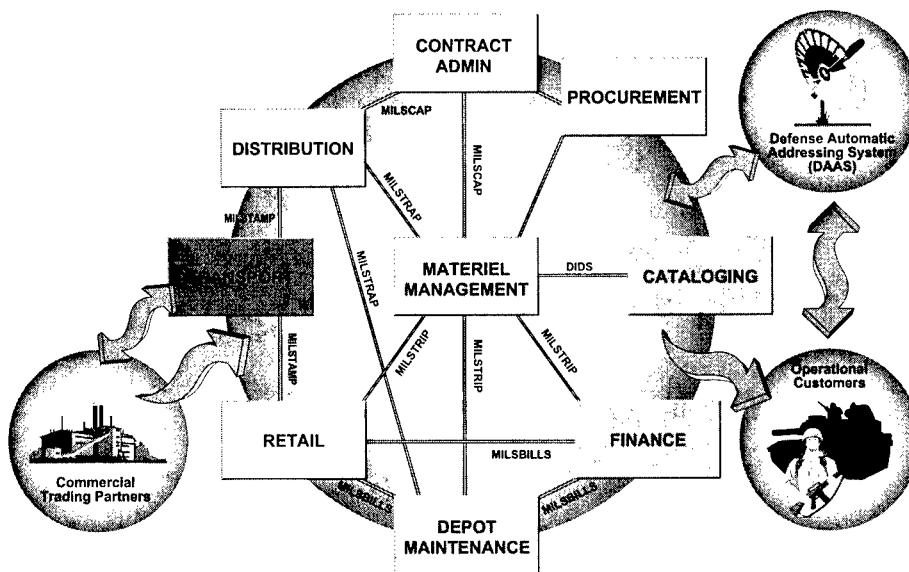 CONTRACT
ADMIN
PROCUREMENT
MILSCAP
DISTRIBUTION
MILSCAP
Defense Automatic
Addressing System
(DAAS)
MILSTRAP
MILSTAMP
MILSTRAP
MATERIEL
MANAGEMENT
DIDS
CATALOGING
MILSTAMP
MILSTRIP
MILSTRIP
MILSTRIP
Operational
Customers
RETAIL
MILSBILLS
FINANCE
Commercial
Trading Partners
MILSBILLS
MILSBILLS
DEPOT
MAINTENANCE